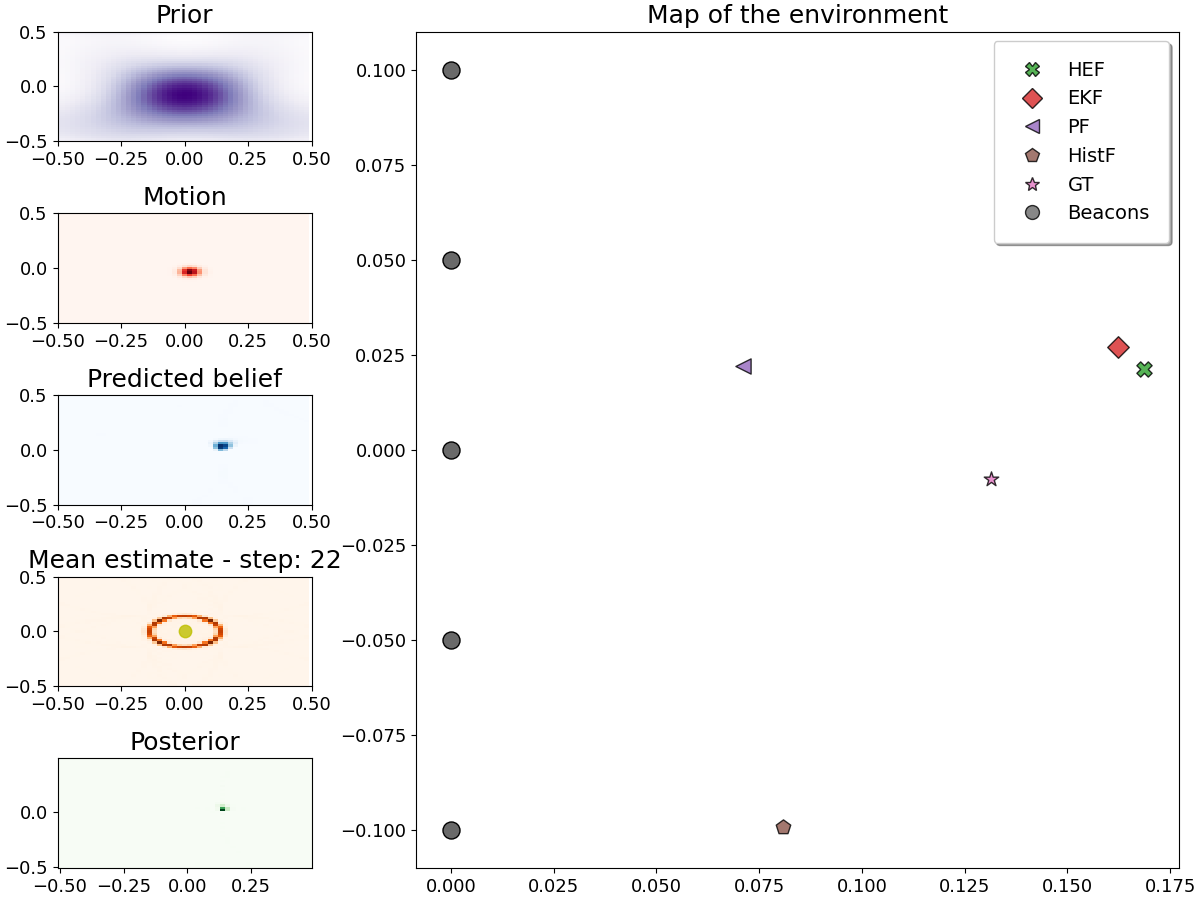 Prior
0.5
0.0
−0.5
−0.50 −0.25 0.00 0.25 0.50
Motion
0.5
0.0
−0.5
−0.50 −0.25 0.00 0.25 0.50
Predicted belief
0.5
0.0
−0.5
−0.50 −0.25 0.00 0.25 0.50
Mean estimate - step: 22
0.5
0.0
−0.5
−0.50 −0.25 0.00 0.25 0.50
Posterior
0.0
−0.5
−0.50 −0.25 0.00 0.25
Map of the environment
0.100
0.075
0.050
0.025
0.000
−0.025
−0.050
−0.075
−0.100
0.000 0.025 0.050 0.075 0.100 0.125 0.150 0.175
HEF
EKF
PF
HistF
GT
Beacons